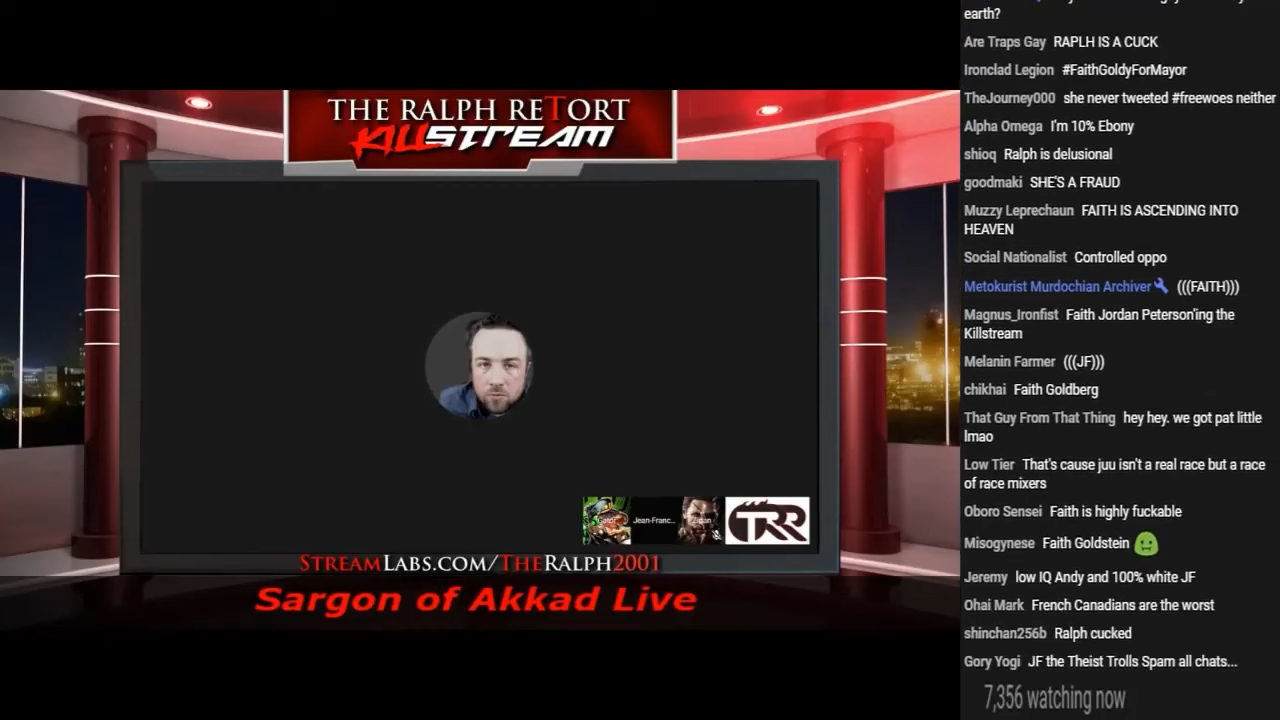 THE RALPH RETORT
KILLSTREAM
Jean-Franc...
TRR
STREAMLABS.COM/THERALPH2001
Sargon of Akkad Live
earth?
Are Traps Gay RAPLH IS A CUCK
Ironclad Legion #FaithGoldyForMayor
TheJourney000 she never tweeted #freewoes neither
Alpha Omega I'm 10% Ebony
shioq Ralph is delusional
goodmaki SHE'S A FRAUD
Muzzy Leprechaun FAITH IS ASCENDING INTO
HEAVEN
Social Nationalist Controlled oppo
Metokurist Murdochian Archiver (((FAITH)))
Magnus_Ironfist Faith Jordan Peterson'ing the
Killstream
Melanin Farmer (((JF)))
chikhai Faith Goldberg
That Guy From That Thing hey hey. we got pat little
lmao
Low Tier That's cause juu isn't a real race but a race
of race mixers
Oboro Sensei Faith is highly fuckable
Misogynese Faith Goldstein
Jeremy low IQ Andy and 100% white JF
Ohai Mark French Canadians are the worst
shinchan256b Ralph cucked
Gory Yogi JF the Theist Trolls Spam all chats...
7,356 watching now